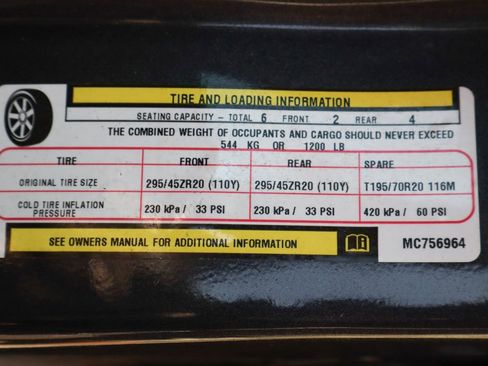 TIRE AND LOADING INFORMATION
SEATING CAPACITY - TOTAL 6 FRONT 2 REAR 4
THE COMBINED WEIGHT OF OCCUPANTS AND CARGO SHOULD NEVER EXCEED
544 KG OR 1200 LB
TIRE FRONT REAR SPARE
ORIGINAL TIRE SIZE 295/45ZR20 (110Y) 295/45ZR20 (110Y) T195/70R20 116M
COLD TIRE INFLATION
PRESSURE 230 kPa / 33 PSI 230 kPa / 33 PSI 420 kPa / 60 PSI
SEE OWNERS MANUAL FOR ADDITIONAL INFORMATION MC756964